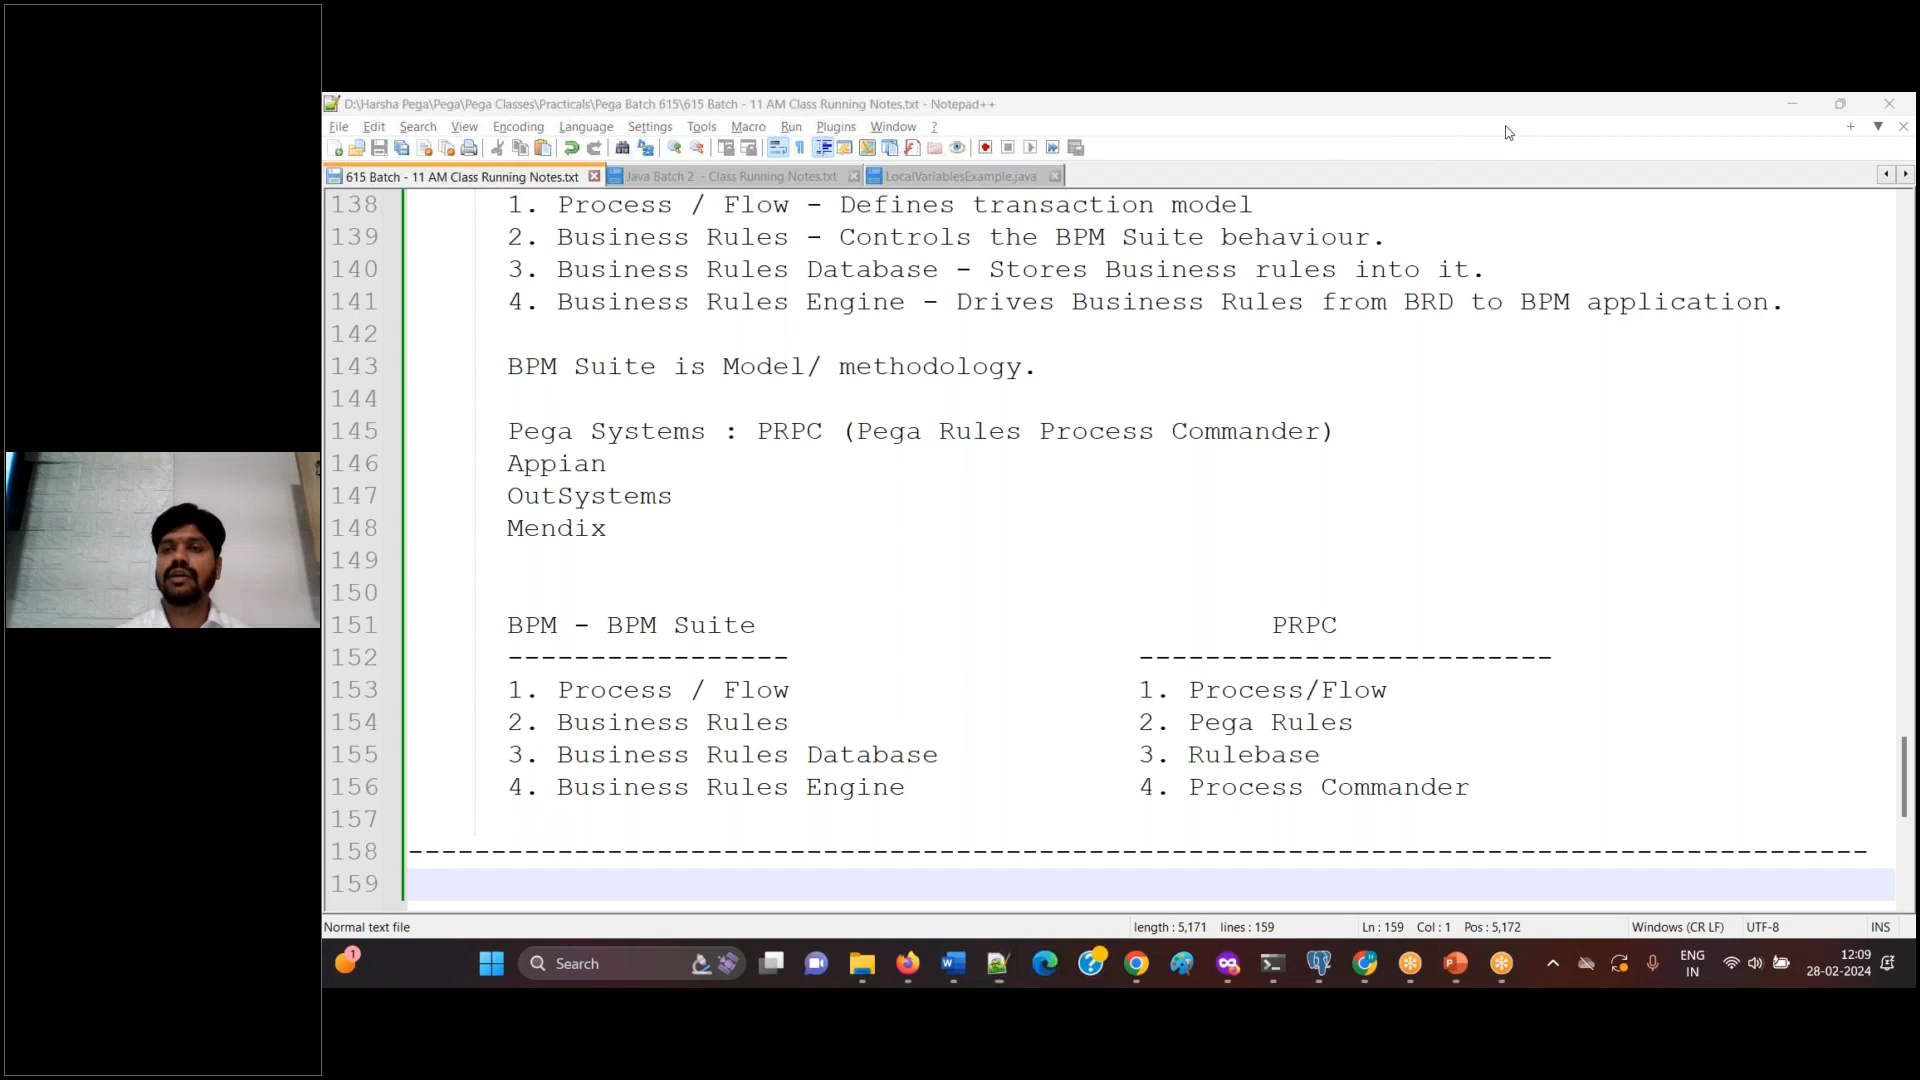 D:\Harsha Pega\Pega\Pega Classes\Practicals\Pega Batch 615\615 Batch - 11 AM Class Running Notes.txt - Notepad++
File Edit Search View Encoding Language Settings Tools Macro Run Plugins Window ?
615 Batch - 11 AM Class Running Notes.txt Java Batch 2 - Class Running Notes.txt LocalVariablesExample.java
138 1. Process / Flow - Defines transaction model
139 2. Business Rules - Controls the BPM Suite behaviour.
140 3. Business Rules Database - Stores Business rules into it.
141 4. Business Rules Engine - Drives Business Rules from BRD to BPM application.
142
143 BPM Suite is Model/ methodology.
144
145 Pega Systems : PRPC (Pega Rules Process Commander)
146 Appian
147 OutSystems
148 Mendix
149
150
151 BPM - BPM Suite PRPC
152 ----------------- -------------------------
153 1. Process / Flow 1. Process/Flow
154 2. Business Rules 2. Pega Rules
155 3. Business Rules Database 3. Rulebase
156 4. Business Rules Engine 4. Process Commander
157
158 ----------------------------------------------------------------------------------------
159
Normal text file length : 5,171 lines : 159 Ln : 159 Col : 1 Pos : 5,172 Windows (CR LF) UTF-8 INS
1 Search ENG 12:09
IN 28-02-2024